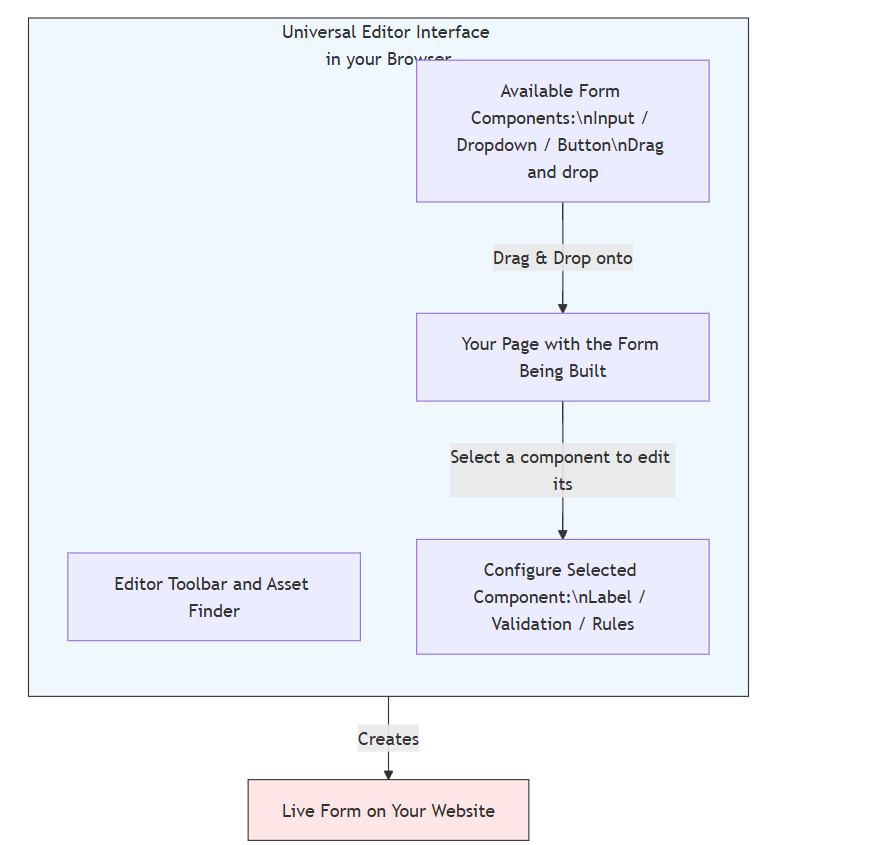 Universal Editor Interface
in your Browser
Available Form
Components:\nInput /
Dropdown / Button\nDrag
and drop
Drag & Drop onto
Your Page with the Form
Being Built
Select a component to edit
its
Configure Selected
Component:\nLabel /
Validation / Rules
Editor Toolbar and Asset
Finder
Creates
Live Form on Your Website